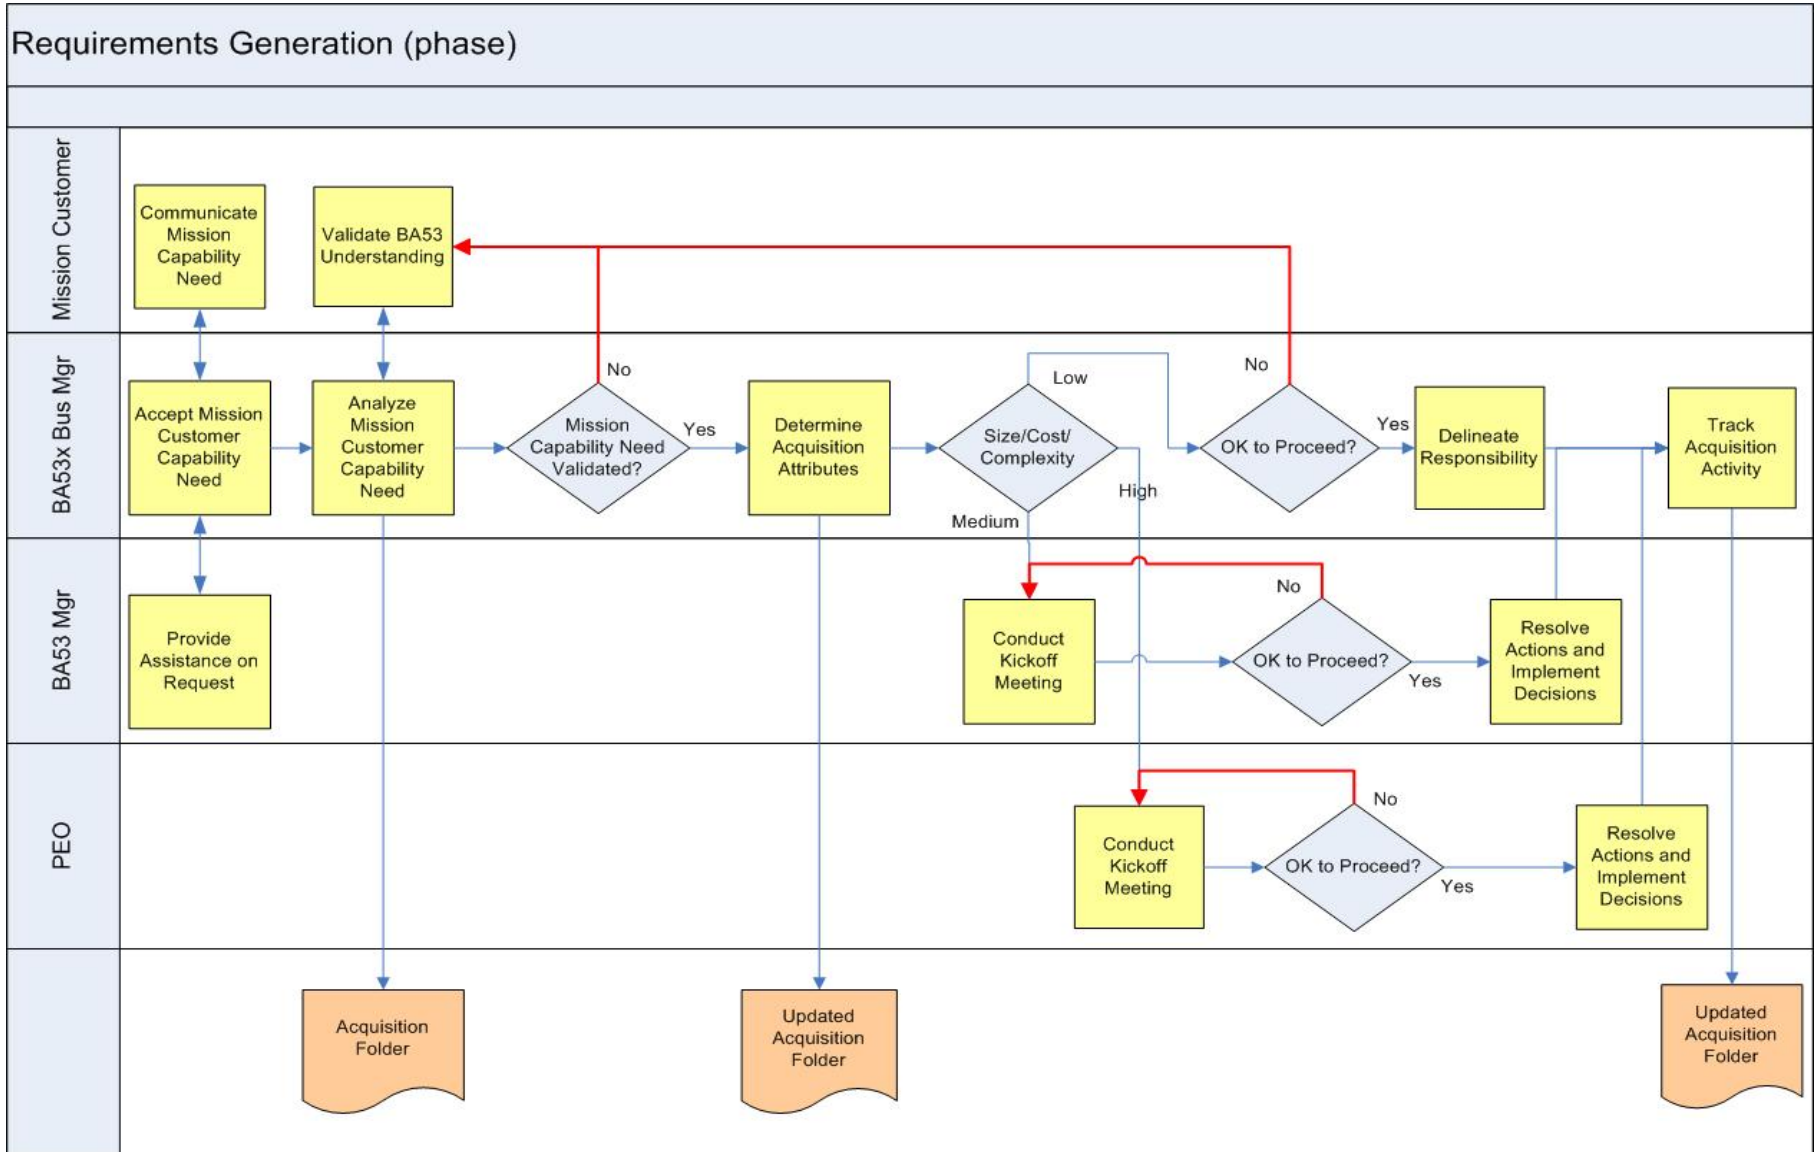 Requirements Generation (phase)
Mission Customer
Communicate
Mission
Capability
Need
Validate BA53
Understanding
BA53x Bus Mgr
Accept Mission
Customer
Capability
Need
Analyze
Mission
Customer
Capability
Need
No
Mission
Capability Need
Validated?
Yes
Determine
Acquisition
Attributes
Size/Cost/
Complexity
Low
High
Medium
No
OK to Proceed?
Yes
Delineate
Responsibility
Track
Acquisition
Activity
BA53 Mgr
Provide
Assistance on
Request
Conduct
Kickoff
Meeting
No
OK to Proceed?
Yes
Resolve
Actions and
Implement
Decisions
PEO
Conduct
Kickoff
Meeting
No
OK to Proceed?
Yes
Resolve
Actions and
Implement
Decisions
Acquisition
Folder
Updated
Acquisition
Folder
Updated
Acquisition
Folder